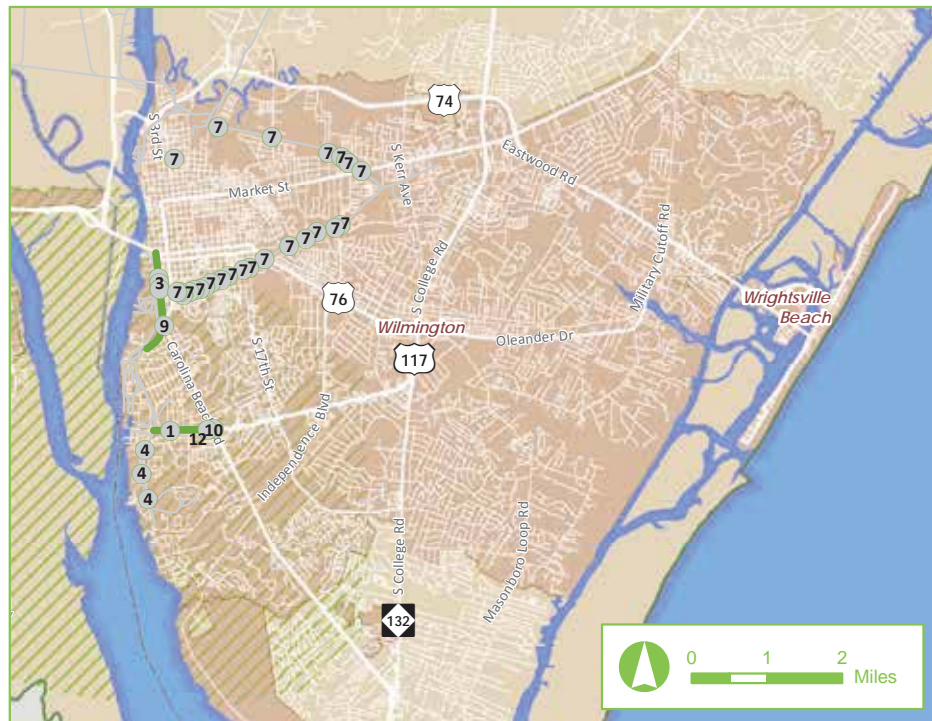 74
S 3rd St
7
7
7
7
7
7
7
S Kerr Ave
Eastwood Rd
Market St
7
7
7
7
7
7
7
7
7
7
7
7
7
7
S College Rd
Military Cutoff Rd
3
76
Wrightsville
Beach
9
Wilmington
Oleander Dr
117
S 17th St
Carolina Beach Rd
Independence Blvd
1
10
12
4
4
4
S College Rd
Masonboro Loop Rd
132
0 1 2
Miles